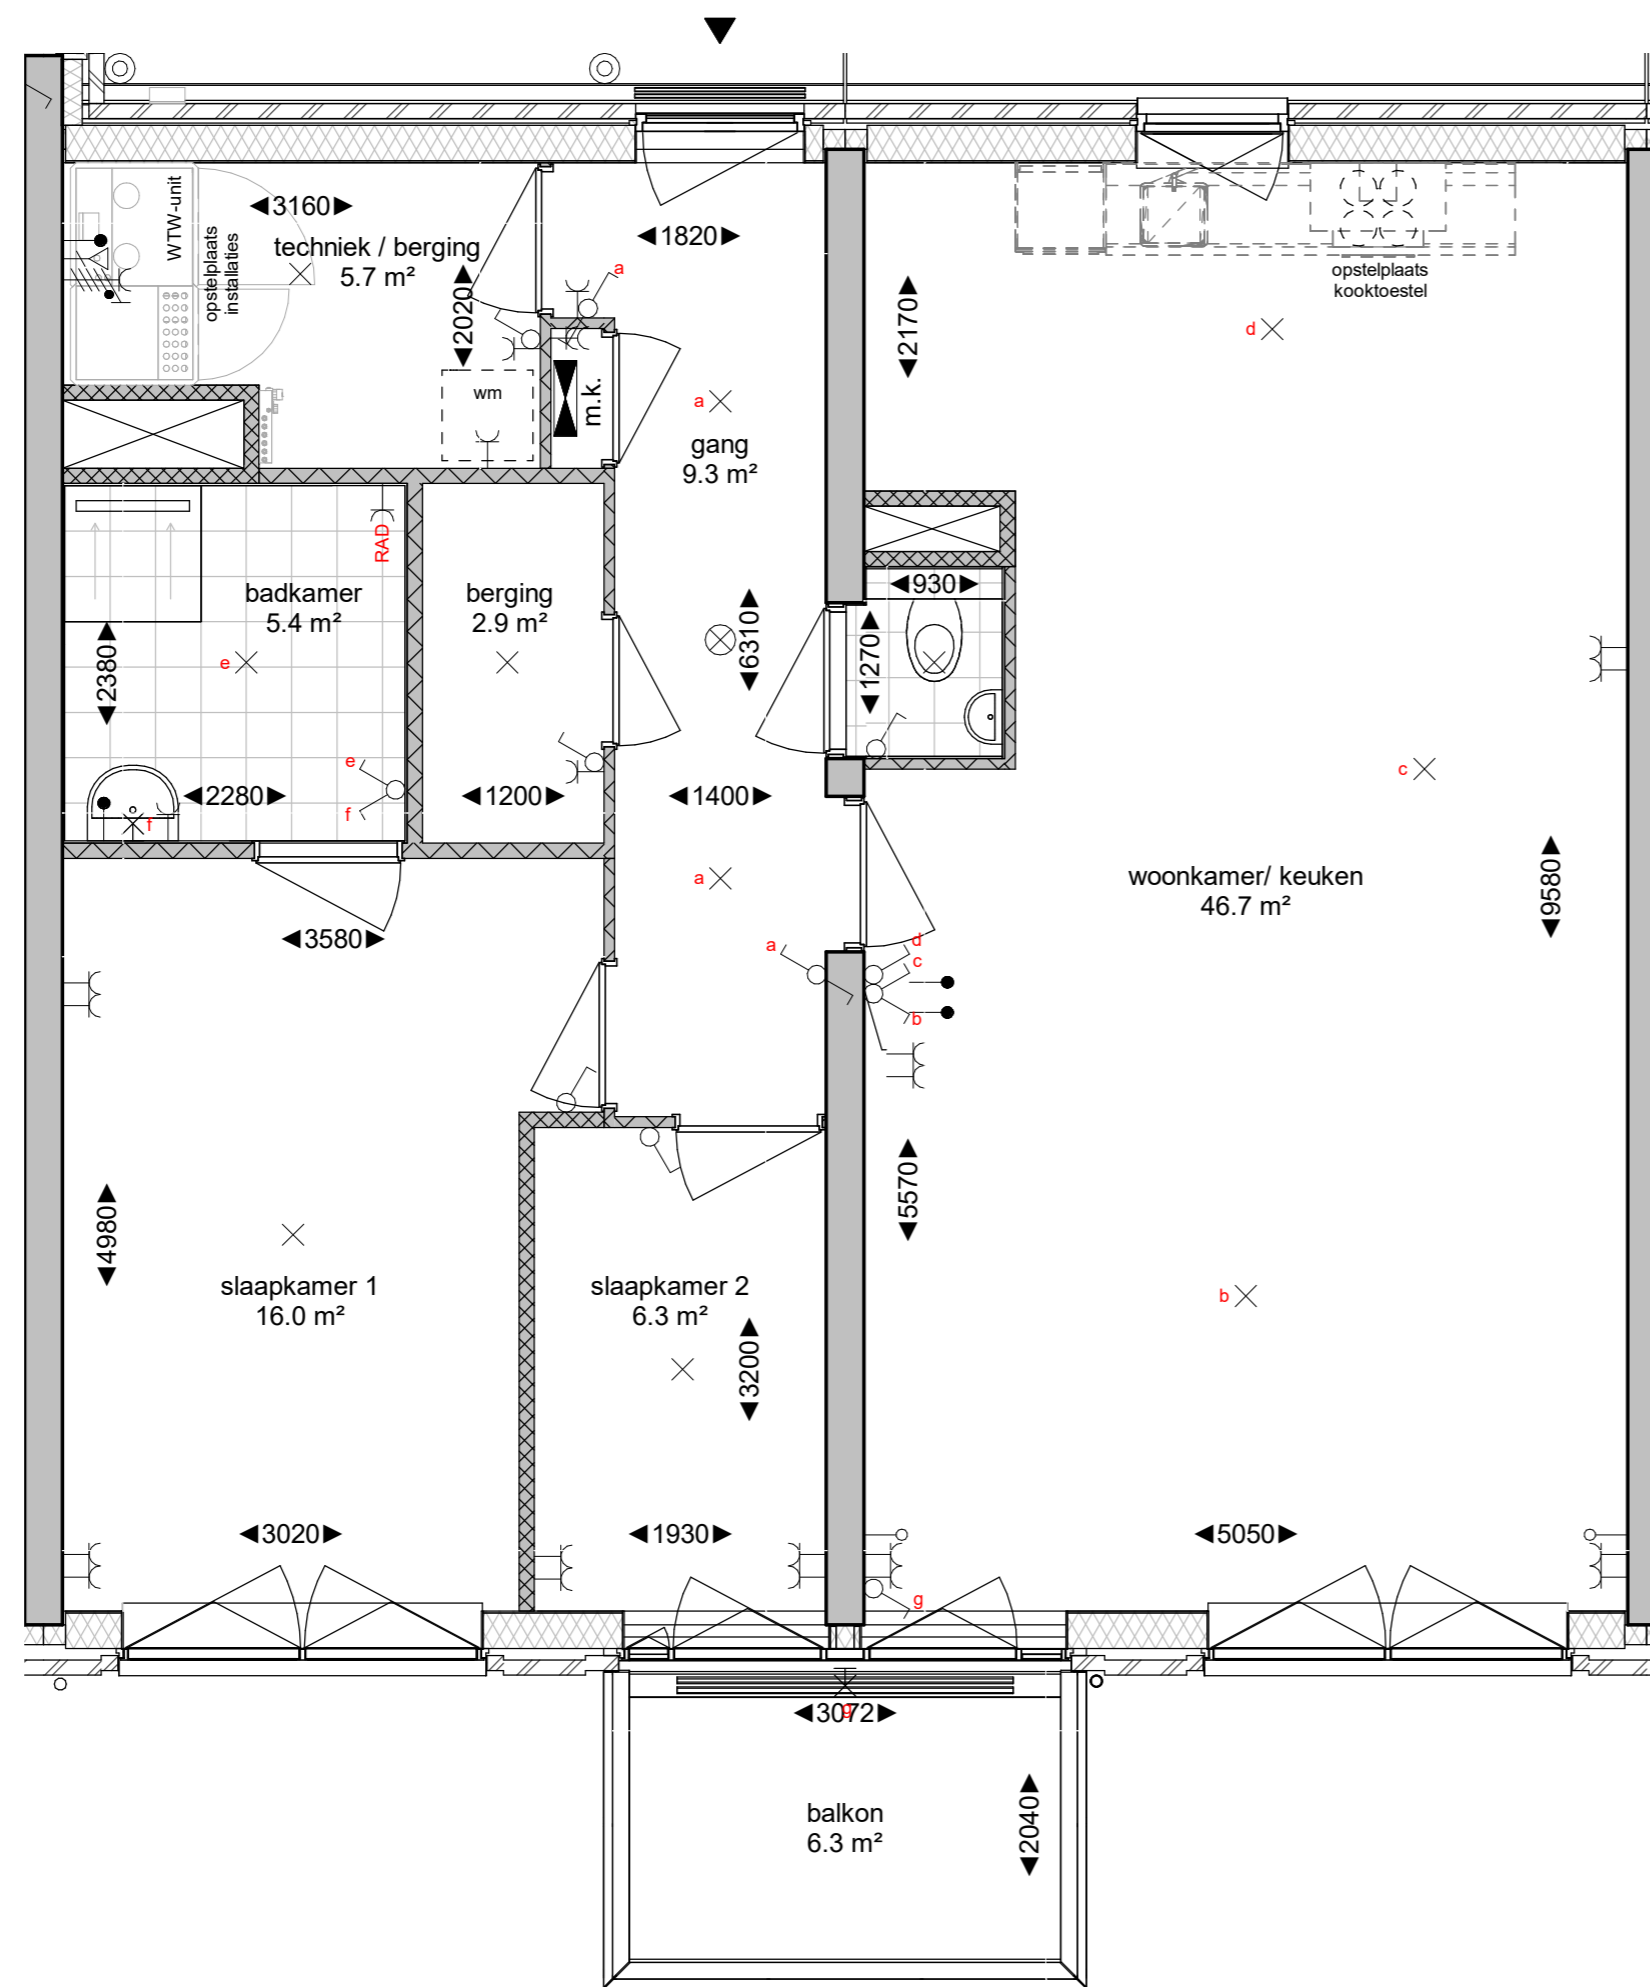 WTW-unit
opstelplaats
installaties
3160
techniek / berging
5.7 m²
2020
1820
a
wm
m.k.
a
gang
9.3 m²
2170
opstelplaats
kooktoestel
d
RAD
badkamer
5.4 m²
e
2380
e
f
f
2280
berging
2.9 m²
1200
6310
1400
930
1270
a
a
c
woonkamer/ keuken
46.7 m²
9580
d
c
b
3580
4980
slaapkamer 1
16.0 m²
3020
slaapkamer 2
6.3 m²
3200
1930
5570
b
5050
g
g
3072
balkon
6.3 m²
2040